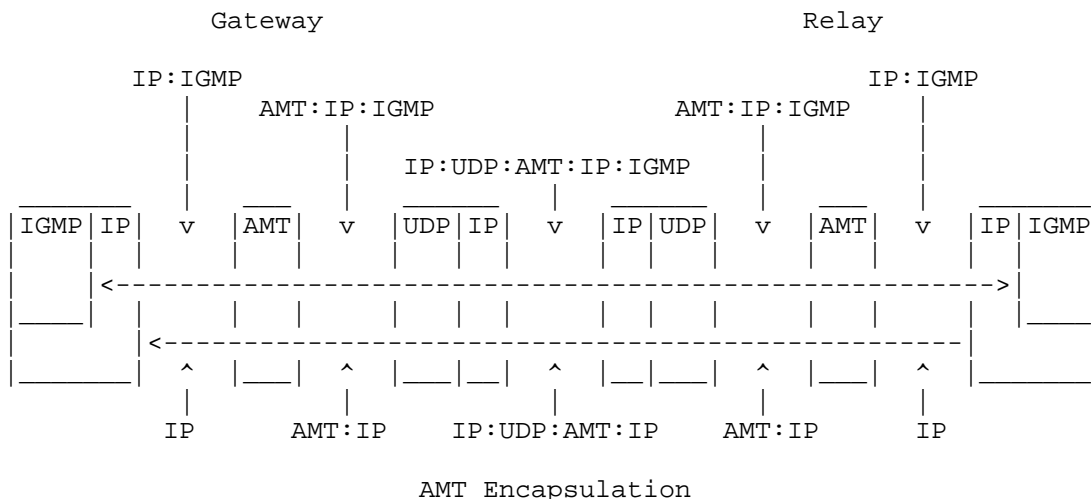 Gateway Relay
IP:IGMP IP:IGMP
AMT:IP:IGMP AMT:IP:IGMP
IP:UDP:AMT:IP:IGMP
IGMP IP v AMT v UDP IP v IP UDP v AMT v IP IGMP
IP AMT:IP IP:UDP:AMT:IP AMT:IP IP
AMT Encapsulation